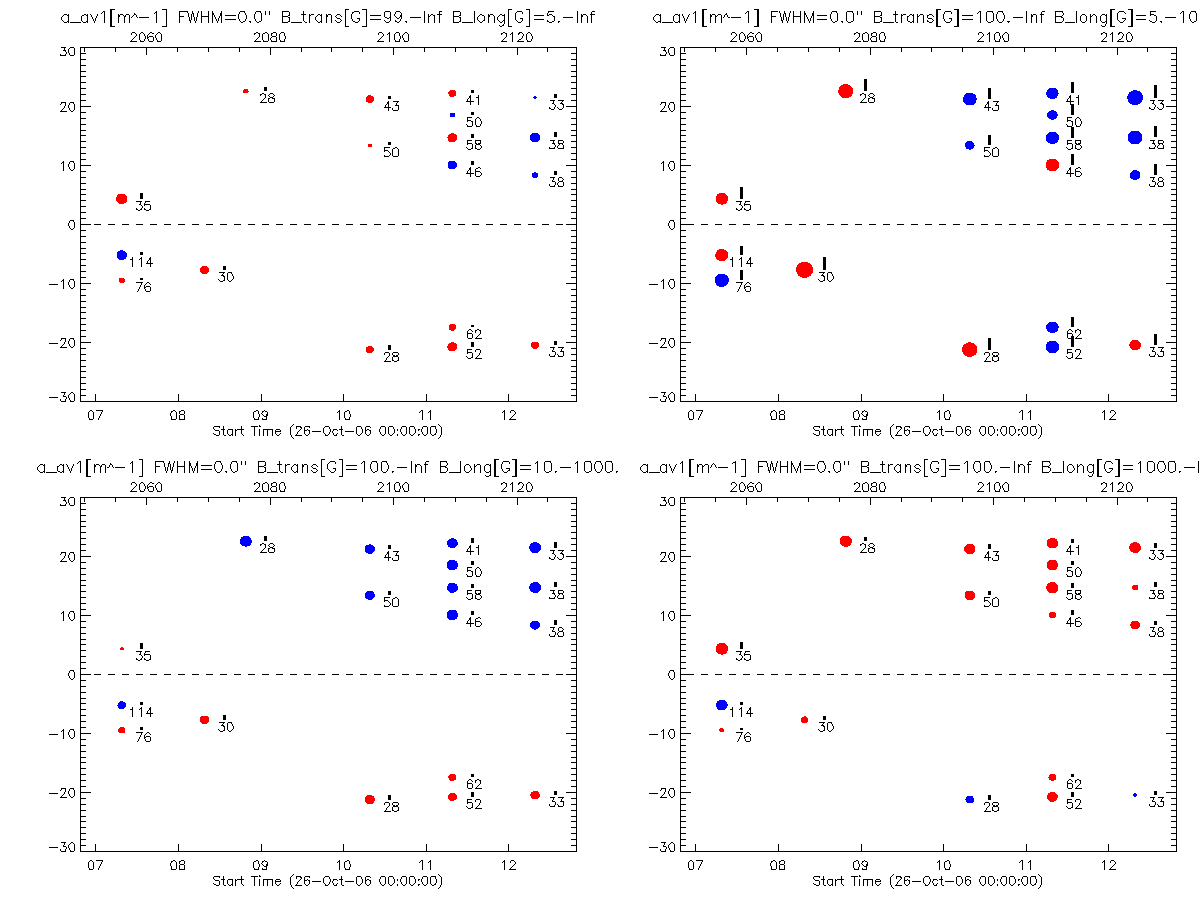 a_av1[m^-1] FWHM=0.0" B_trans[G]=99.-Inf B_long[G]=5.-Inf
2060 2080 2100 2120
30
28 43 41 33
20
50
50 58 38
10
46 38
35
0
114
-10
76 30
-20
62
28 52 33
-30
07 08 09 10 11 12
Start Time (26-Oct-06 00:00:00)
a_av1[m^-1] FWHM=0.0" B_trans[G]=100.-Inf B_long[G]=5.-10
2060 2080 2100 2120
30
28 43 41 33
20
50
50 58 38
10
46 38
35
0
114
-10
76 30
-20
62
28 52 33
-30
07 08 09 10 11 12
Start Time (26-Oct-06 00:00:00)
a_av1[m^-1] FWHM=0.0" B_trans[G]=100.-Inf B_long[G]=10.-1000.
2060 2080 2100 2120
30
28 43 41 33
20
50
50 58 38
10
46 38
35
0
114
-10
76 30
-20
62
28 52 33
-30
07 08 09 10 11 12
Start Time (26-Oct-06 00:00:00)
a_av1[m^-1] FWHM=0.0" B_trans[G]=100.-Inf B_long[G]=1000.-I
2060 2080 2100 2120
30
28 43 41 33
20
50
50 58 38
10
46 38
35
0
114
-10
76 30
-20
62
28 52 33
-30
07 08 09 10 11 12
Start Time (26-Oct-06 00:00:00)